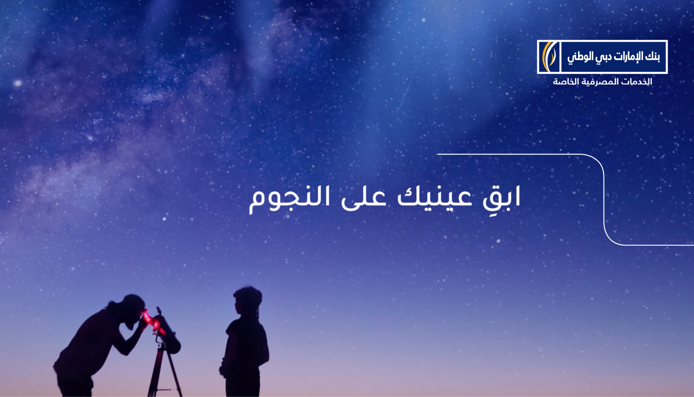 بنك الإمارات دبي الوطني
الخدمات المصرفية الخاصة
ابقِ عينيك على النجوم